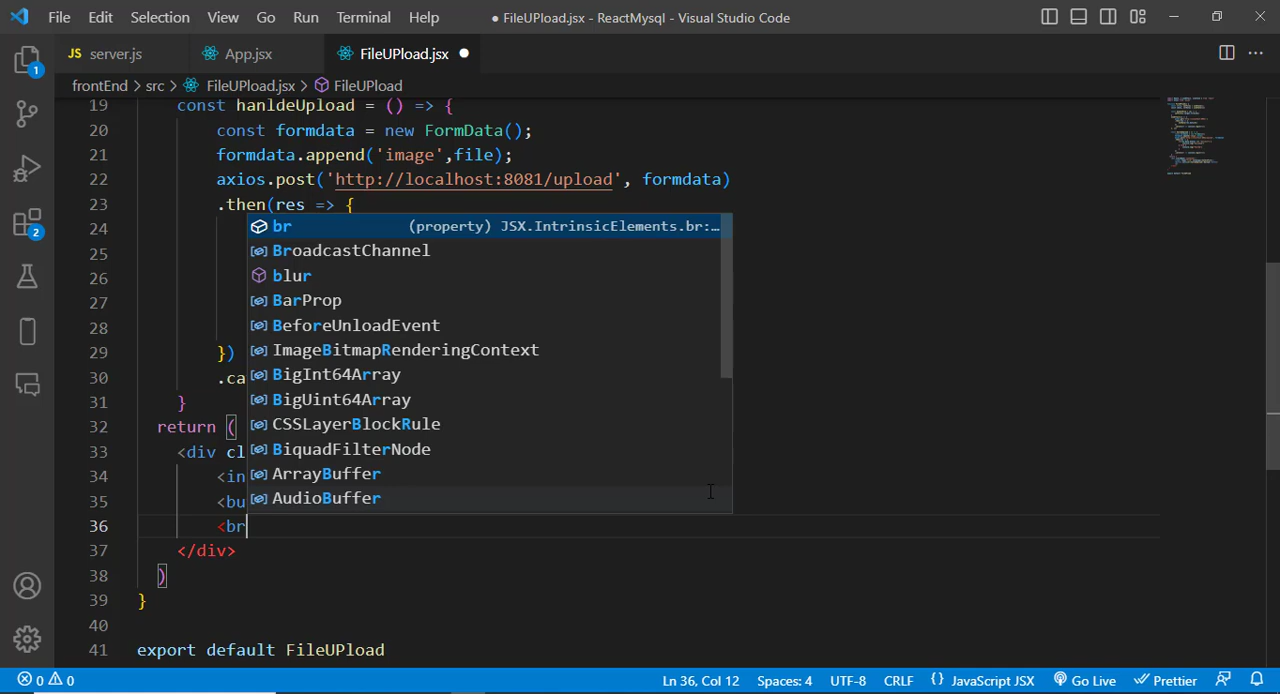 File Edit Selection View Go Run Terminal Help ● FileUPload.jsx - ReactMysql - Visual Studio Code
JS server.js App.jsx FileUPload.jsx ●
frontEnd > src > FileUPload.jsx > FileUPload
19 const hanldeUpload = () => {
20 const formdata = new FormData();
21 formdata.append('image',file);
22 axios.post('http://localhost:8081/upload', formdata)
23 .then(res => {
24 br (property) JSX.IntrinsicElements.br:…
25 BroadcastChannel
26 blur
27 BarProp
28 BeforeUnloadEvent
29 }) ImageBitmapRenderingContext
30 .ca BigInt64Array
31 } BigUint64Array
32 return ( CSSLayerBlockRule
33 <div cl BiquadFilterNode
34 <in ArrayBuffer
35 <bu AudioBuffer
36 <br
37 </div>
38 )
39 }
40
41 export default FileUPload
1
2
0 0 Ln 36, Col 12 Spaces: 4 UTF-8 CRLF {} JavaScript JSX Go Live Prettier